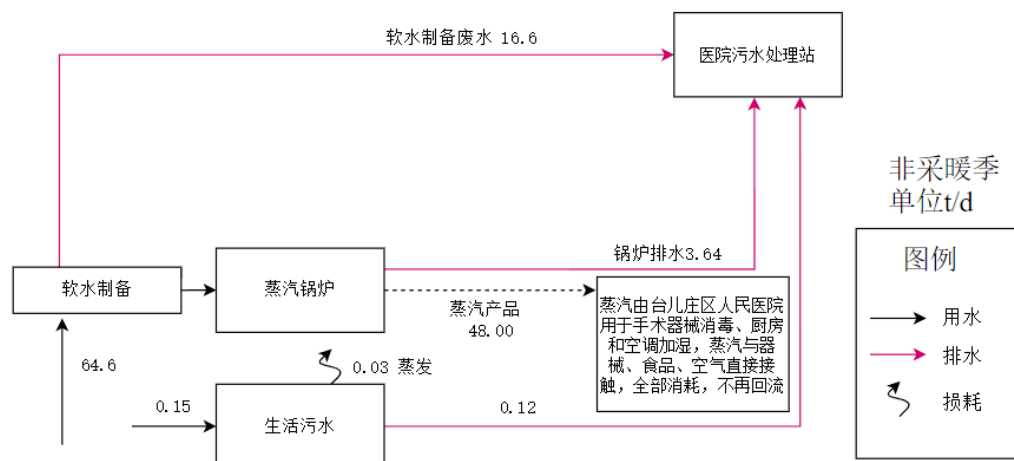 软水制备废水 16.6
医院污水处理站
非采暖季
单位t/d
图例
用水
排水
损耗
锅炉排水3.64
软水制备
蒸汽锅炉
蒸汽产品
48.00
蒸汽由台儿庄区人民医院
用于手术器械消毒、厨房
和空调加湿，蒸汽与器
械、食品、空气直接接
触，全部消耗，不再回流
64.6
0.03 蒸发
0.15
生活污水
0.12